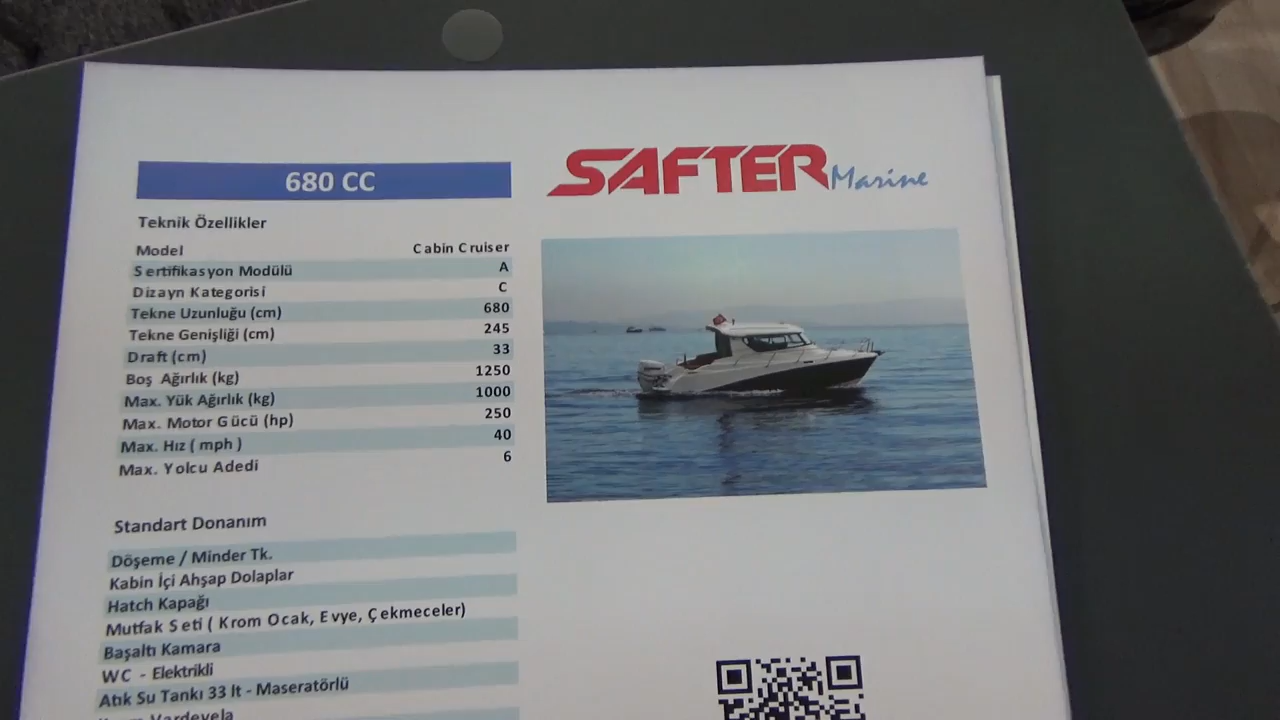 680 CC
SAFTER Marine
Teknik Özellikler
Model Cabin Cruiser
Sertifikasyon Modülü A
Dizayn Kategorisi C
Tekne Uzunluğu (cm) 680
Tekne Genişliği (cm) 245
Draft (cm) 33
Boş Ağırlık (kg) 1250
Max. Yük Ağırlık (kg) 1000
Max. Motor Gücü (hp) 250
Max. Hız ( mph ) 40
Max. Yolcu Adedi 6
Standart Donanım
Döşeme / Minder Tk.
Kabin İçi Ahşap Dolaplar
Hatch Kapağı
Mutfak Seti ( Krom Ocak, Evye, Çekmeceler)
Başaltı Kamara
WC - Elektrikli
Atık Su Tankı 33 lt - Maseratörlü